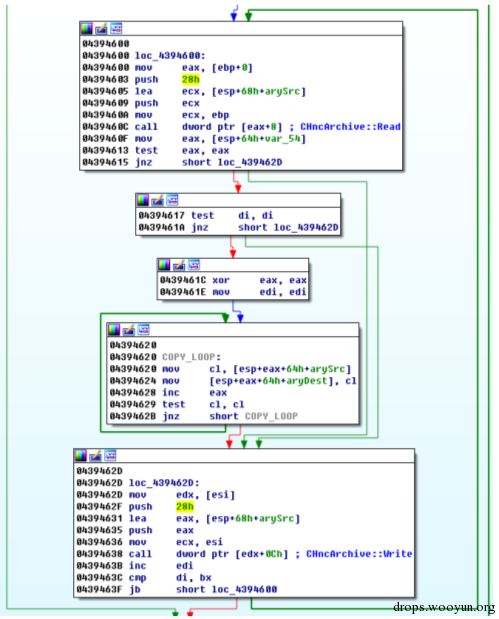 04394600
04394600 loc_4394600:
04394600 mov eax, [ebp+0]
04394603 push 28h
04394605 lea ecx, [esp+68h+arySrc]
04394609 push ecx
0439460A mov ecx, ebp
0439460C call dword ptr [eax+8] ; CHncArchive::Read
0439460F mov eax, [esp+64h+var_54]
04394613 test eax, eax
04394615 jnz short loc_439462D
04394617 test di, di
0439461A jnz short loc_439462D
0439461C xor eax, eax
0439461E mov edi, edi
04394620
04394620 COPY_LOOP:
04394620 mov cl, [esp+eax+64h+arySrc]
04394624 mov [esp+eax+64h+aryDest], cl
04394628 inc eax
04394629 test cl, cl
0439462B jnz short COPY_LOOP
0439462D
0439462D loc_439462D:
0439462D mov edx, [esi]
0439462F push 28h
04394631 lea eax, [esp+68h+arySrc]
04394635 push eax
04394636 mov ecx, esi
04394638 call dword ptr [edx+0Ch] ; CHncArchive::Write
0439463B inc edi
0439463C cmp di, bx
0439463F jb short loc_4394600
drops.wooyun.org